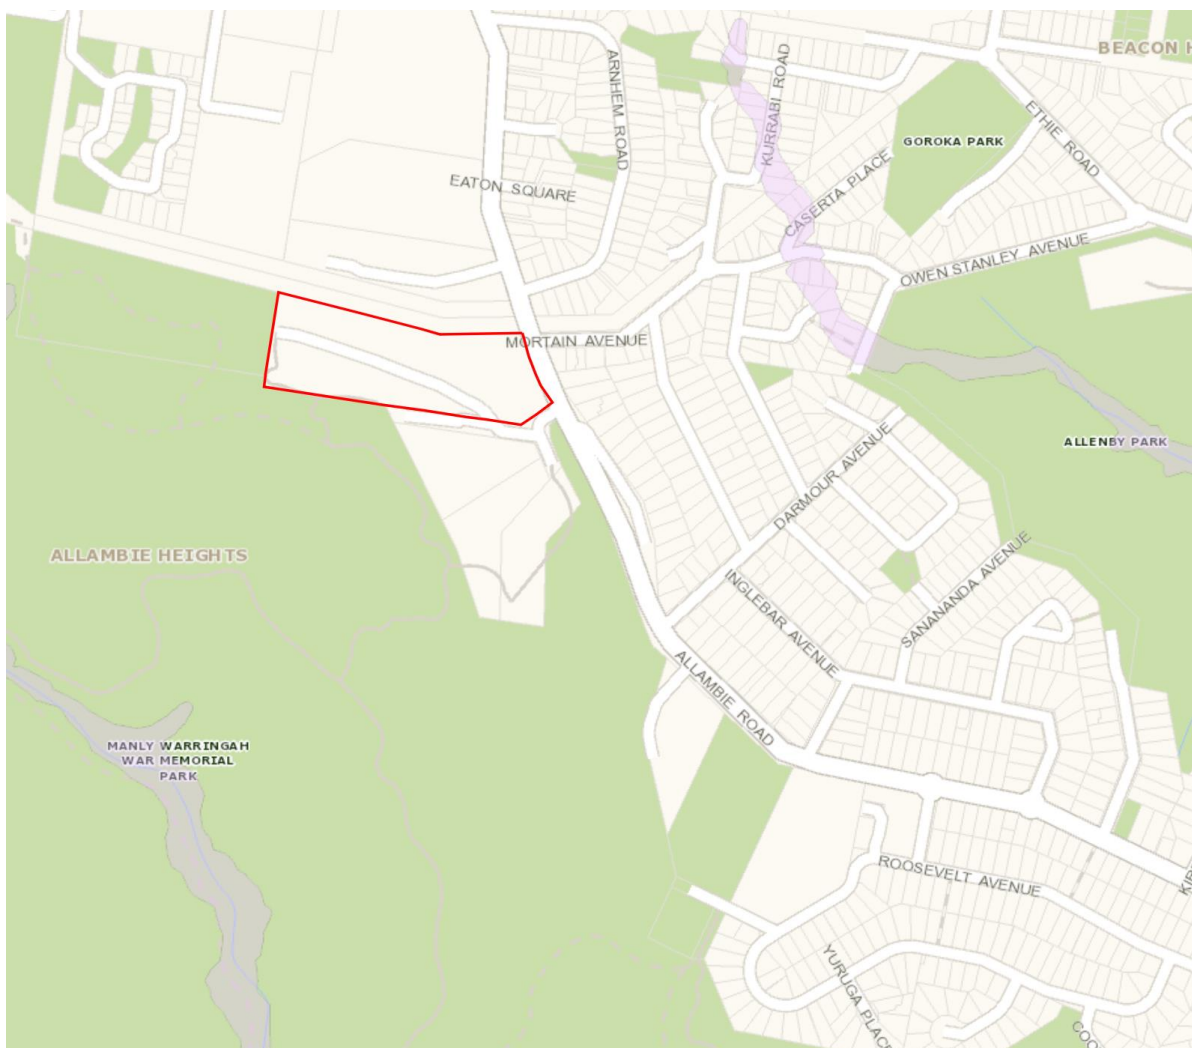 BEACON H
ARNHEM ROAD
KURRABI ROAD
ETHIE ROAD
GOROKA PARK
EATON SQUARE
CASERTA PLACE
OWEN STANLEY AVENUE
MORTAIN AVENUE
ALLENBY PARK
DARMOUR AVENUE
ALLAMBIE HEIGHTS
SANANANDA AVENUE
INGLEBAR AVENUE
ALLAMBIE ROAD
MANLY WARRINGAH
WAR MEMORIAL
PARK
ROOSEVELT AVENUE
YURUGA PLACE